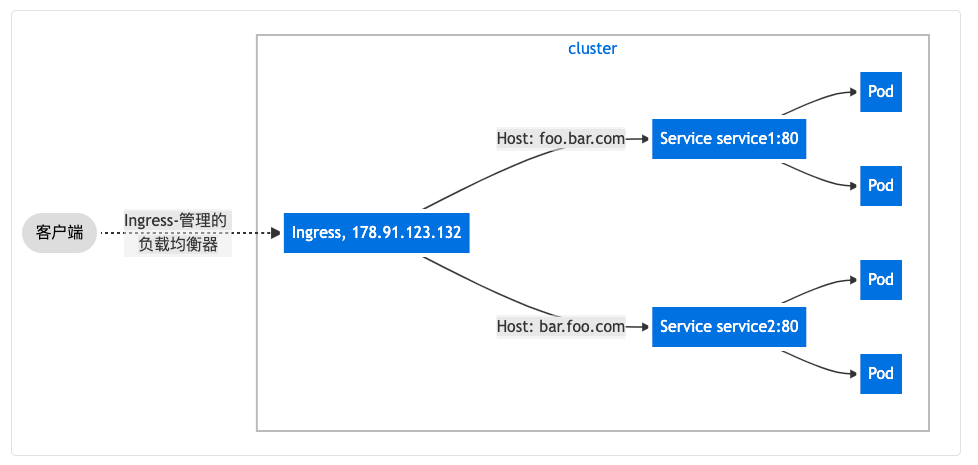 cluster
Pod
Host: foo.bar.com
Service service1:80
Pod
客户端
Ingress-管理的
负载均衡器
Ingress, 178.91.123.132
Pod
Host: bar.foo.com
Service service2:80
Pod